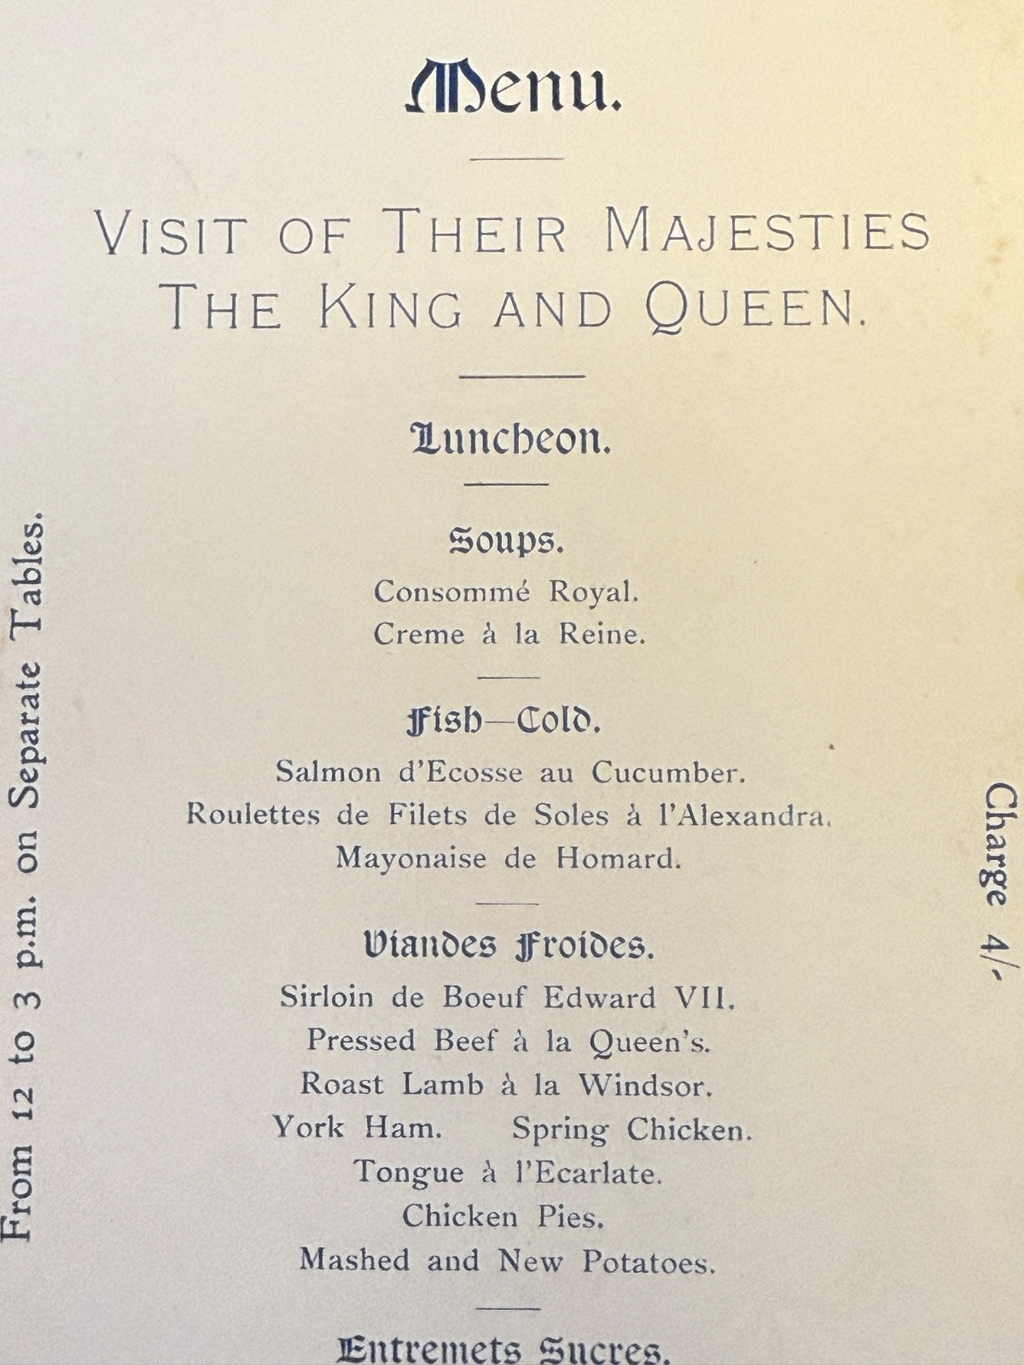 Menu.
VISIT OF THEIR MAJESTIES
THE KING AND QUEEN.
Luncheon.
Soups.
Consommé Royal.
Creme à la Reine.
Fish—Cold.
Salmon d'Ecosse au Cucumber.
Roulettes de Filets de Soles à l'Alexandra.
Mayonaise de Homard.
Viandes Froides.
Sirloin de Boeuf Edward VII.
Pressed Beef à la Queen's.
Roast Lamb à la Windsor.
York Ham. Spring Chicken.
Tongue à l'Ecarlate.
Chicken Pies.
Mashed and New Potatoes.
Entremets Sucres.
From 12 to 3 p.m. on Separate Tables.
Charge 4/-